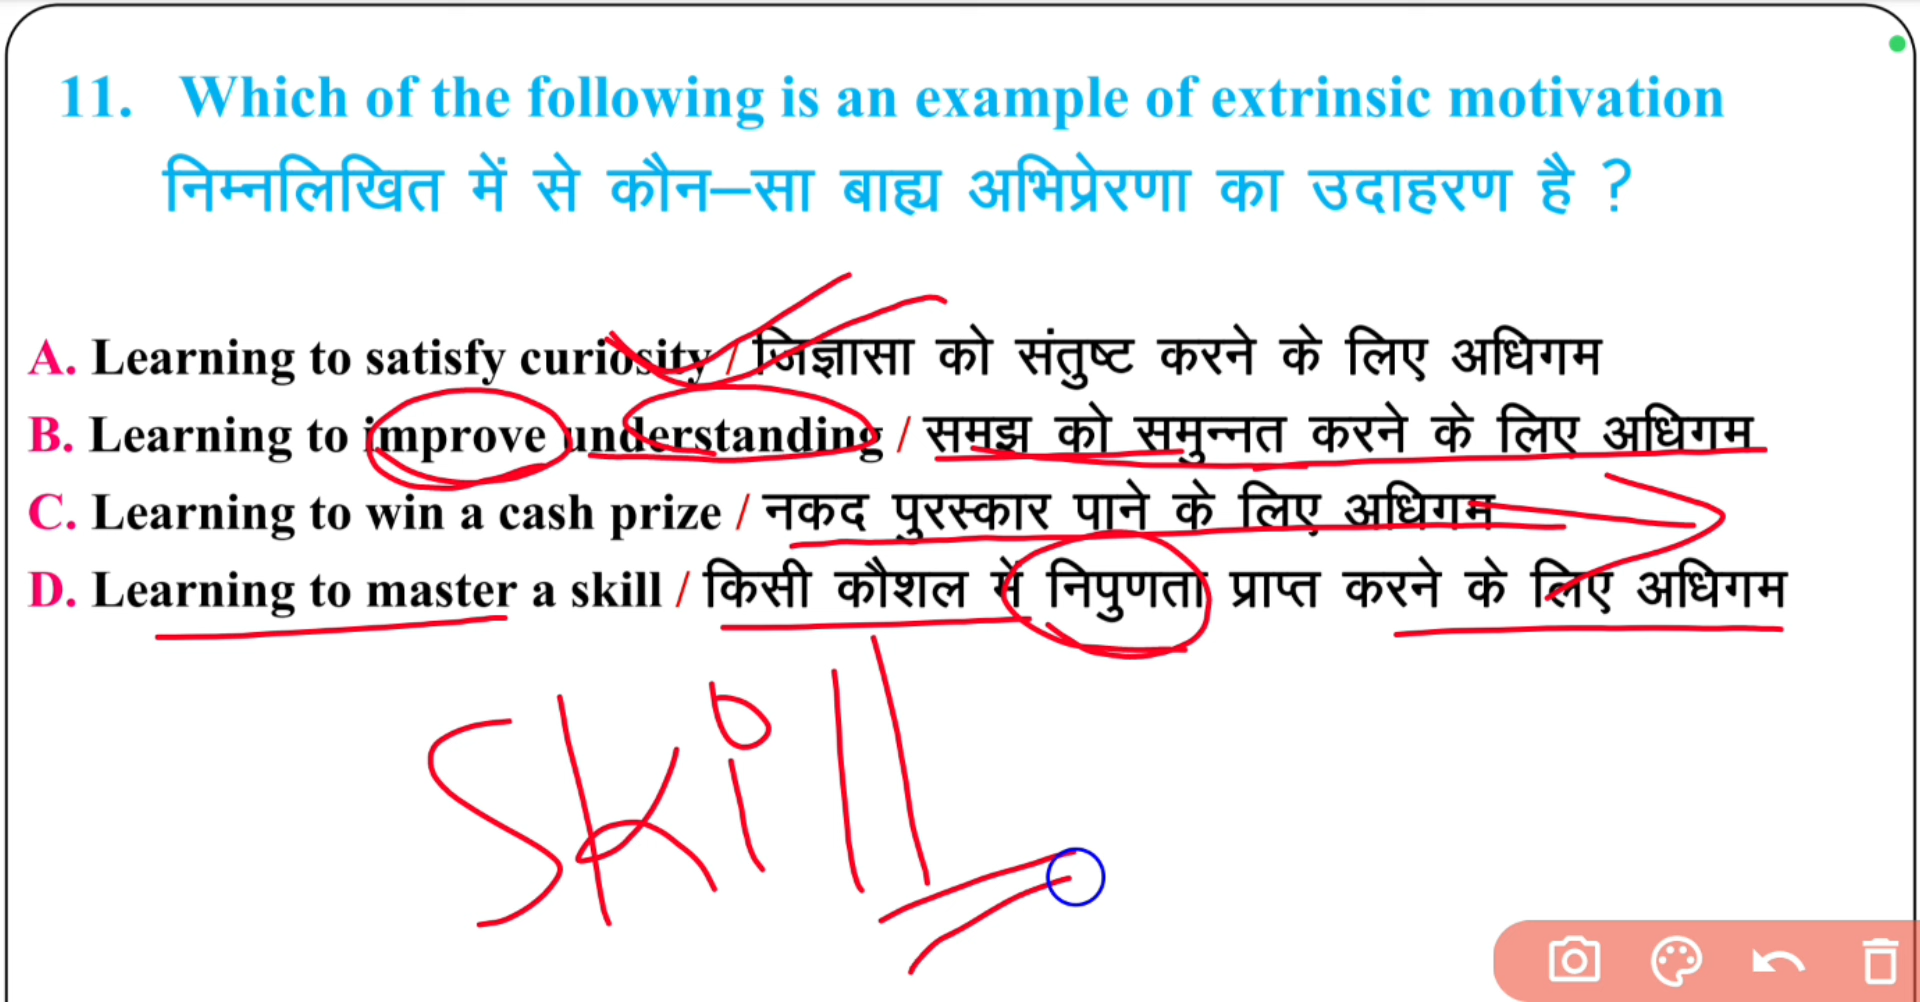 11. Which of the following is an example of extrinsic motivation
निम्नलिखित में से कौन–सा बाह्य अभिप्रेरणा का उदाहरण है ?
A. Learning to satisfy curiosity / जिज्ञासा को संतुष्ट करने के लिए अधिगम
B. Learning to improve understanding / समझ को समुन्नत करने के लिए अधिगम
C. Learning to win a cash prize / नकद पुरस्कार पाने के लिए अधिगम
D. Learning to master a skill / किसी कौशल में निपुणता प्राप्त करने के लिए अधिगम
Skill